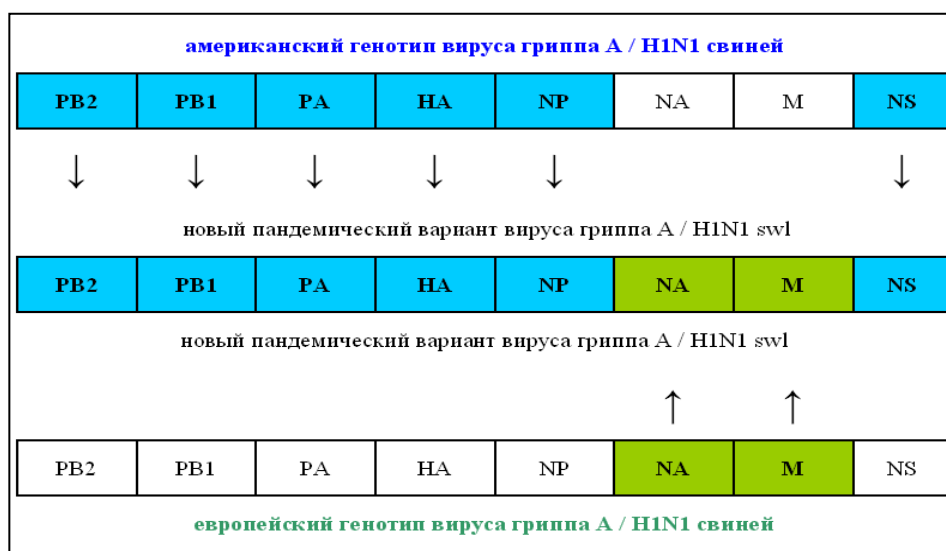 американский генотип вируса гриппа А / H1N1 свиней
PB2 PB1 PA HA NP NA M NS
↓ ↓ ↓ ↓ ↓ ↓
новый пандемический вариант вируса гриппа А / H1N1 swl
PB2 PB1 PA HA NP NA M NS
новый пандемический вариант вируса гриппа А / H1N1 swl
↑ ↑
PB2 PB1 PA HA NP NA M NS
европейский генотип вируса гриппа А / H1N1 свиней